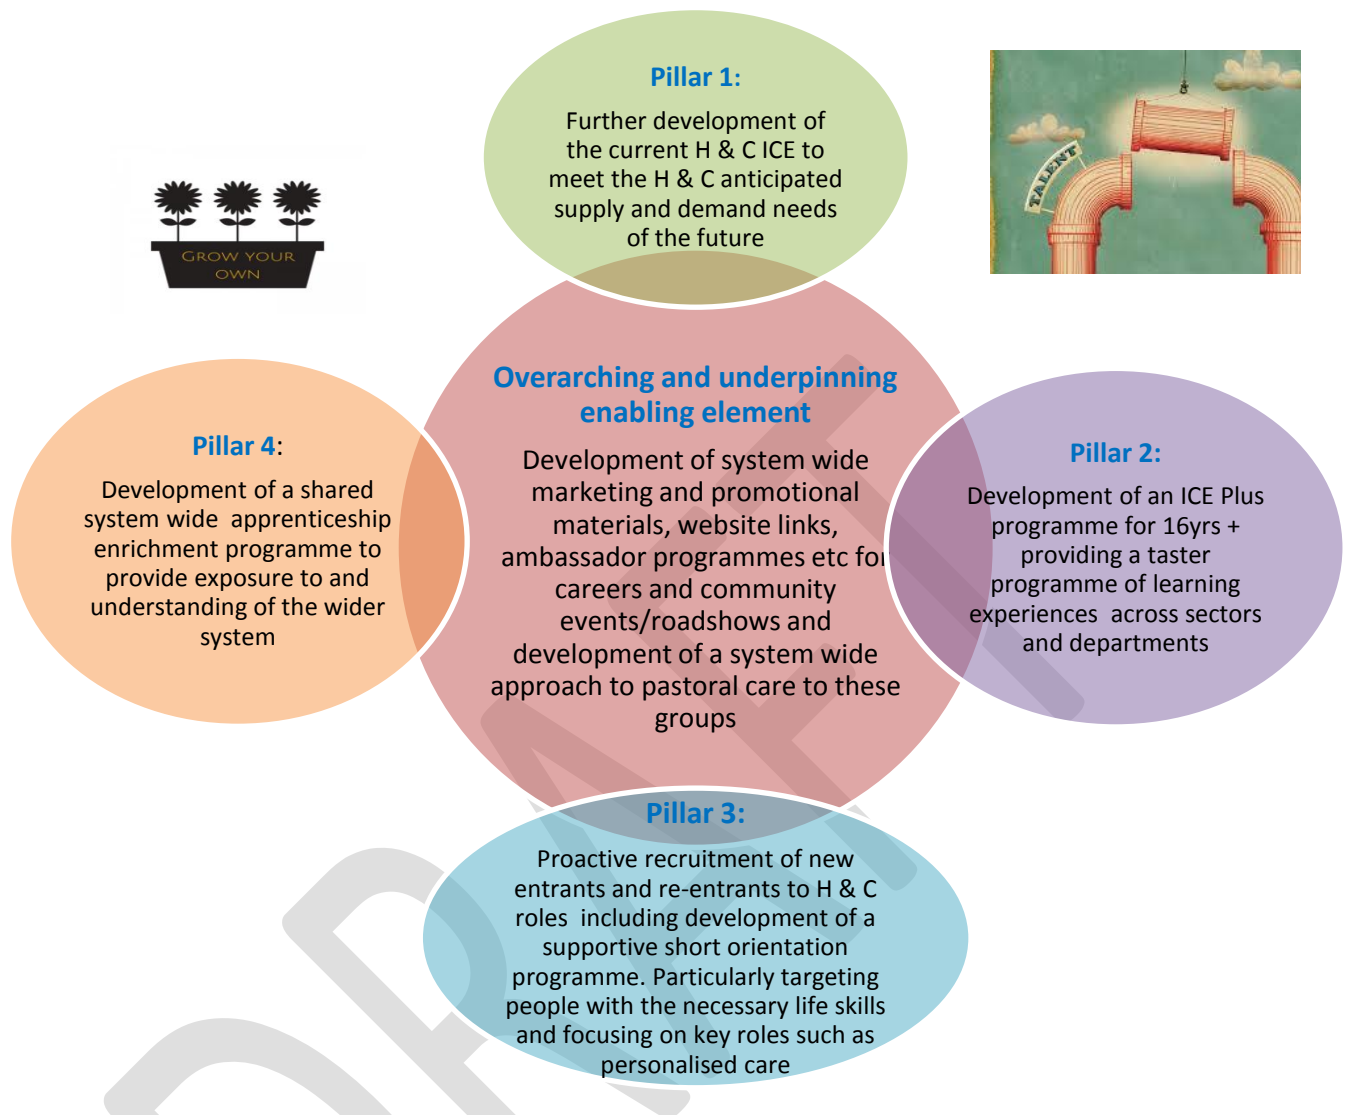 Pillar 1:
Further development of
the current H & C ICE to
meet the H & C anticipated
supply and demand needs
of the future
TALENT
GROW YOUR
OWN
Overarching and underpinning
enabling element
Development of system wide
marketing and promotional
materials, website links,
ambassador programmes etc for
careers and community
events/roadshows and
development of a system wide
approach to pastoral care to these
groups
Pillar 4:
Development of a shared
system wide apprenticeship
enrichment programme to
provide exposure to and
understanding of the wider
system
Pillar 2:
Development of an ICE Plus
programme for 16yrs +
providing a taster
programme of learning
experiences across sectors
and departments
Pillar 3:
Proactive recruitment of new
entrants and re-entrants to H & C
roles including development of a
supportive short orientation
programme. Particularly targeting
people with the necessary life skills
and focusing on key roles such as
personalised care
DRAFT